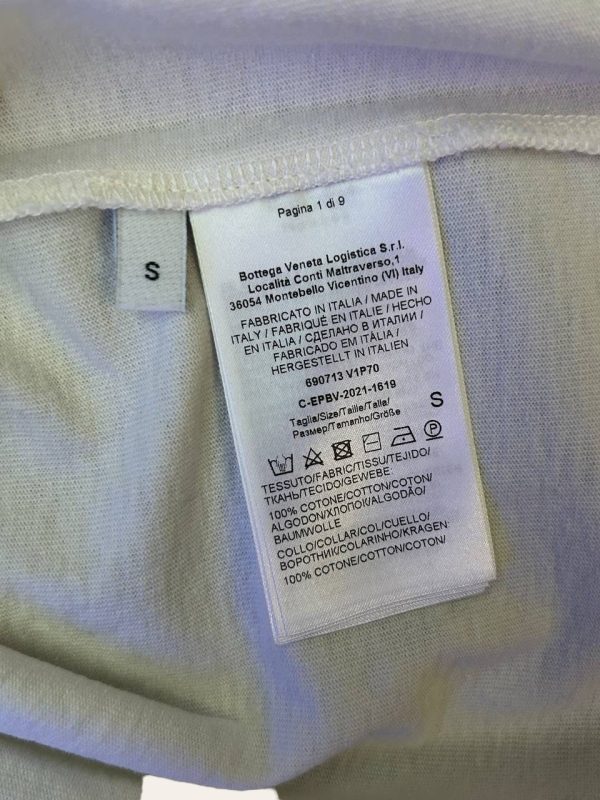 Pagina 1 di 9
S
Bottega Veneta Logistica S.r.l.
Località Conti Maltraverso,1
36054 Montebello Vicentino (VI) Italy
FABBRICATO IN ITALIA / MADE IN
ITALY / FABRIQUÉ EN ITALIE / HECHO
EN ITALIA / СДЕЛАНО В ИТАЛИИ /
FABRICADO EM ITÁLIA /
HERGESTELLT IN ITALIEN
690713 V1P70
C-EPBV-2021-1619
Taglia/Size/Taille/Talla/
Размер/Tamanho/Größe
S
TESSUTO/FABRIC/TISSU/TEJIDO/
ТКАНЬ/TECIDO/GEWEBE
100% COTONE/COTTON/COTON/
ALGODON/ХЛОПОК/ALGODÃO/
BAUMWOLLE
COLLO/COLLAR/COL/CUELLO/
ВОРОТНИК/COLARINHO/KRAGEN:
100% COTONE/COTTON/COTON/